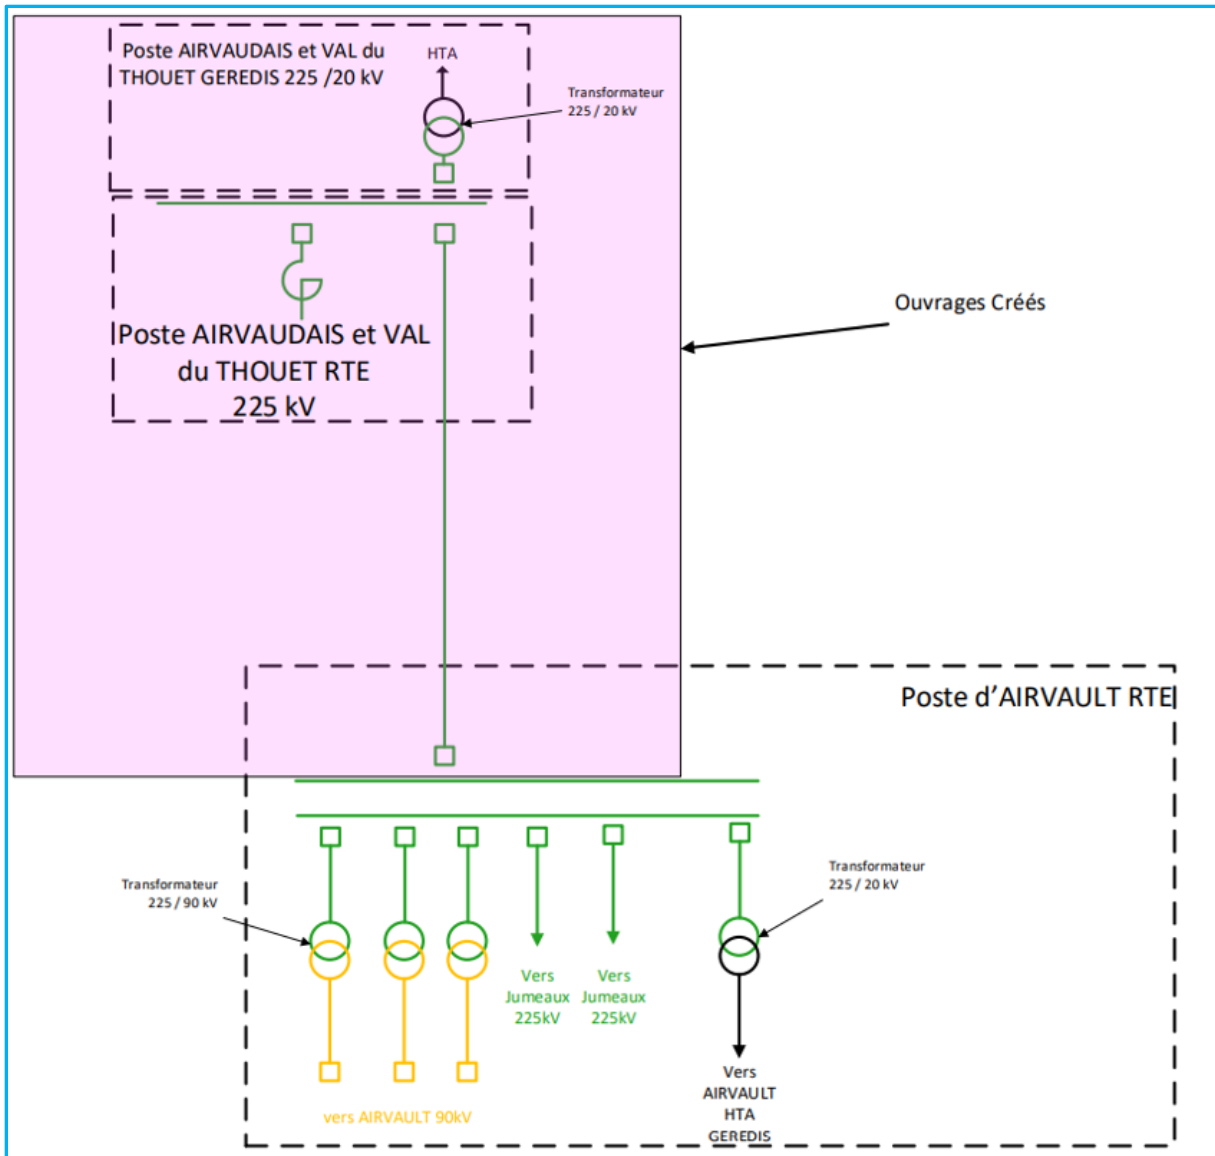 Poste AIRVAUDAIS et VAL du
THOUET GEREDIS 225 /20 kV
HTA
Transformateur
225 / 20 kV
Poste AIRVAUDAIS et VAL
du THOUET RTE
225 kV
Ouvrages Créés
Poste d'AIRVAULT RTE
Transformateur
225 / 90 kV
Transformateur
225 / 20 kV
Vers
Jumeaux
225kV
Vers
Jumeaux
225kV
Vers
AIRVAULT
HTA
GEREDIS
vers AIRVAULT 90kV